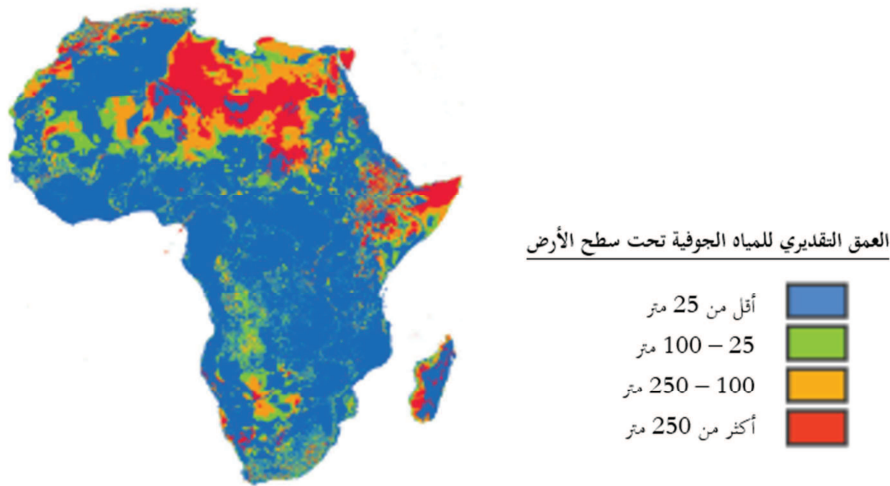 العمق التقديري للمياه الجوفية تحت سطح الأرض
أقل من 25 متر
25 – 100 متر
100 – 250 متر
أكثر من 250 متر